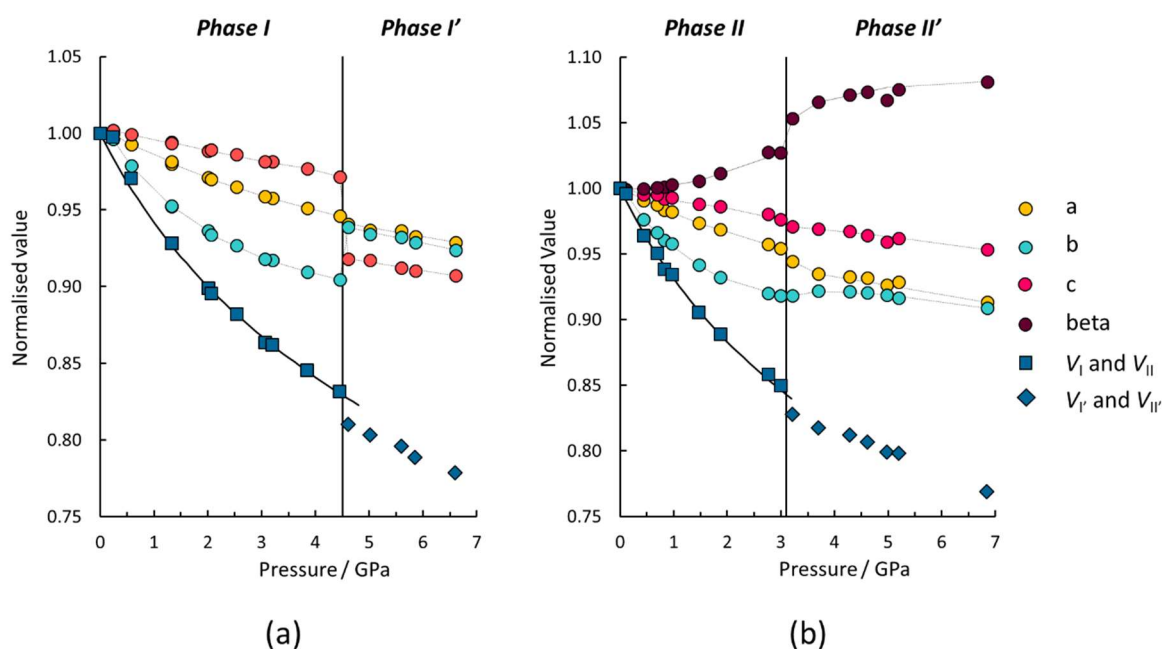 Phase I
Phase I’
1.05
1.00
0.95
0.90
0.85
0.80
0.75
Normalised Value
0
1
2
3
4
5
6
7
Pressure / GPa
(a)
Phase II
Phase II’
1.10
1.05
1.00
0.95
0.90
0.85
0.80
0.75
Normalised Value
0
1
2
3
4
5
6
7
Pressure / GPa
(b)
a
b
c
beta
VI and VII
VI’ and VII’